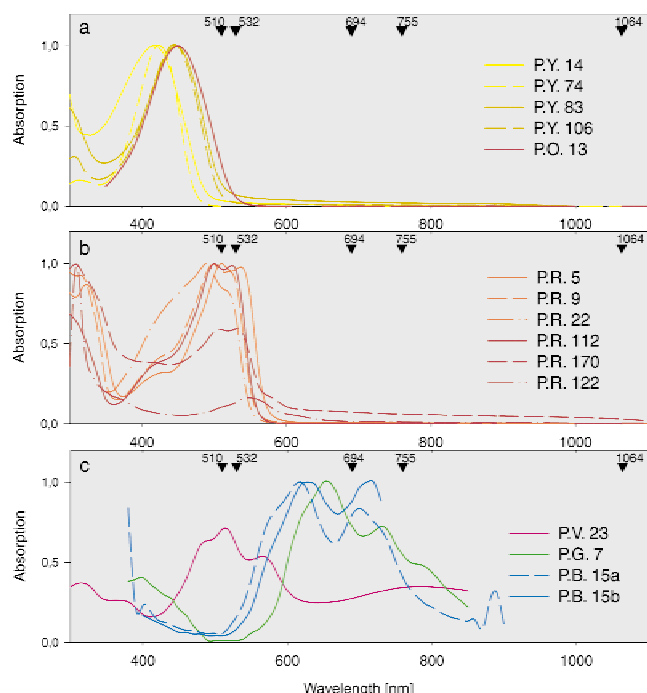 a
510 532 694 755 1064
1,0
0,5
0,0
Absorption
P.Y. 14
P.Y. 74
P.Y. 83
P.Y. 106
P.O. 13
400 600 800 1000
b
510 532 694 755 1064
1,0
0,5
0,0
Absorption
P.R. 5
P.R. 9
P.R. 22
P.R. 112
P.R. 170
P.R. 122
400 600 800 1000
c
510 532 694 755 1064
1,0
0,5
0,0
Absorption
P.V. 23
P.G. 7
P.B. 15a
P.B. 15b
400 600 800 1000
Wavelength [nm]